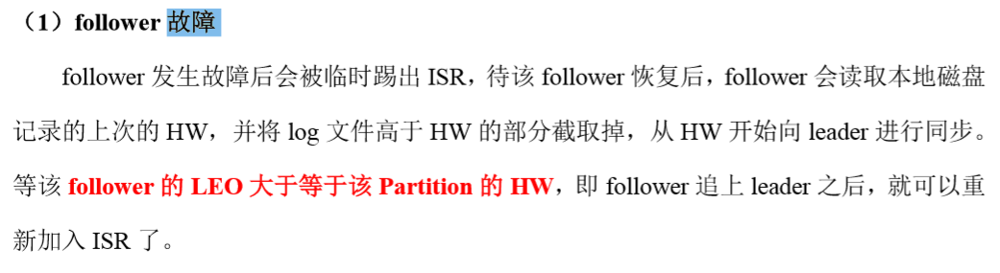 （1）follower 故障
follower 发生故障后会被临时踢出 ISR，待该 follower 恢复后，follower 会读取本地磁盘
记录的上次的 HW，并将 log 文件高于 HW 的部分截取掉，从 HW 开始向 leader 进行同步。
等该 follower 的 LEO 大于等于该 Partition 的 HW，即 follower 追上 leader 之后，就可以重
新加入 ISR 了。